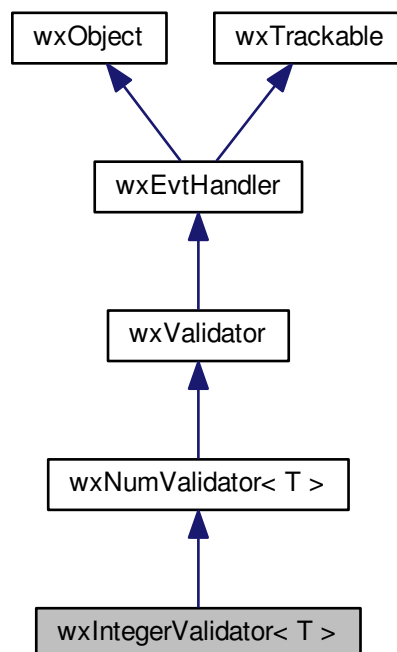 wxObject
wxTrackable
wxEvtHandler
wxValidator
wxNumValidator< T >
wxIntegerValidator< T >